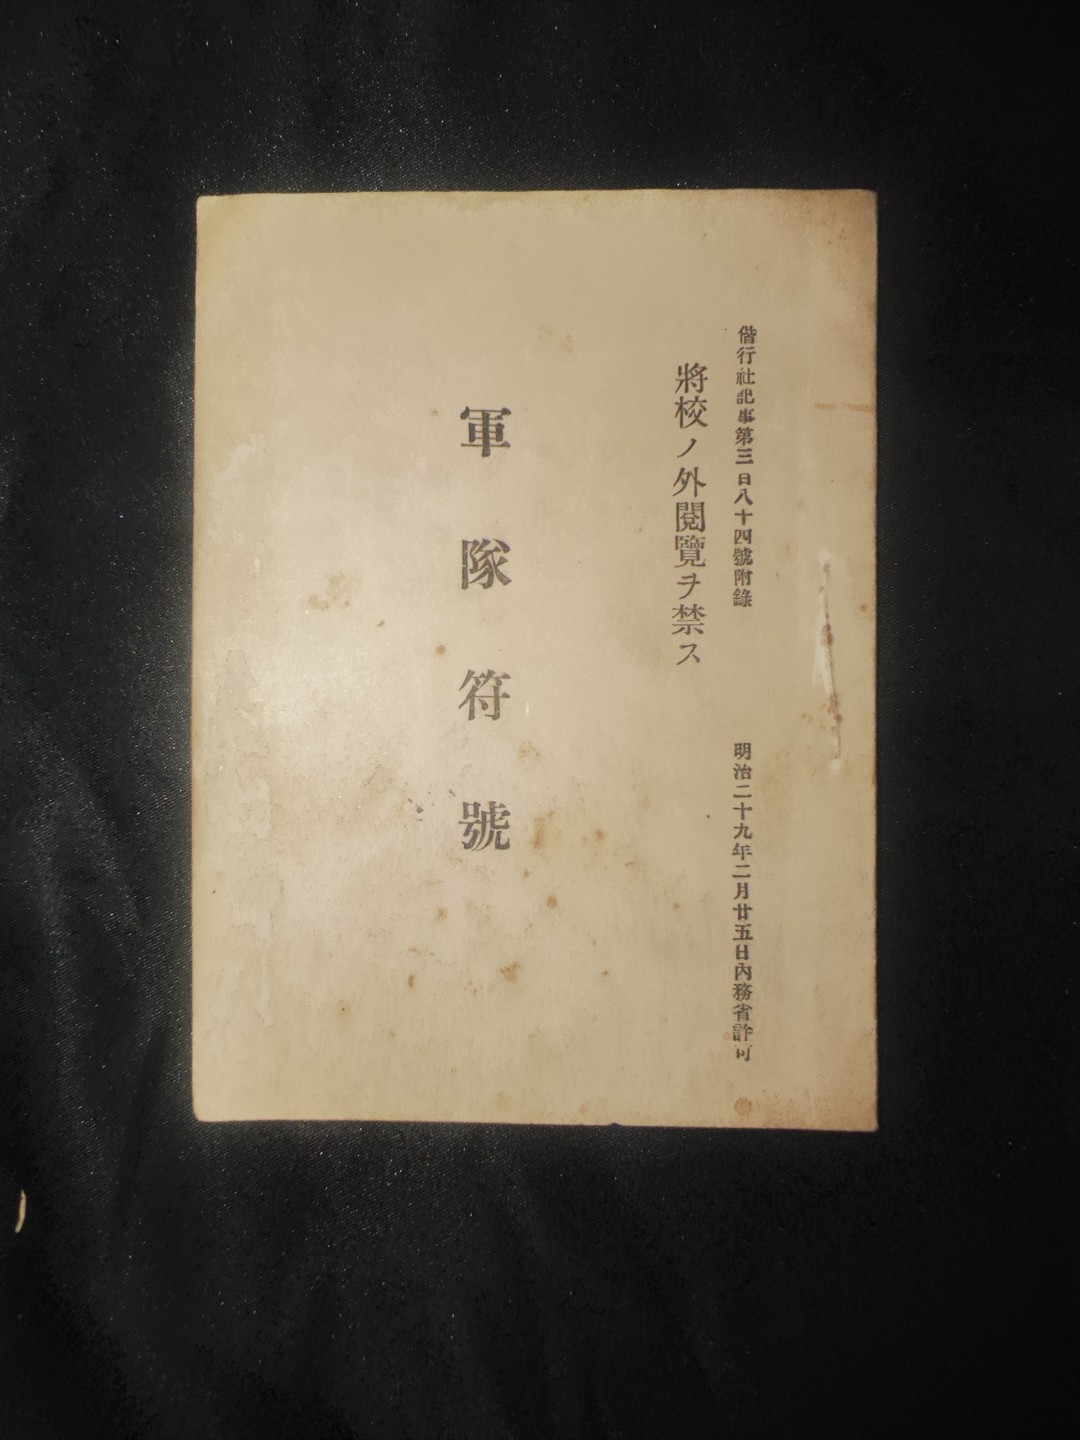 偕行社記事第三百八十四號附錄
明治二十九年二月廿五日內務省許可
將校ノ外閱覽ヲ禁ス
軍隊符號